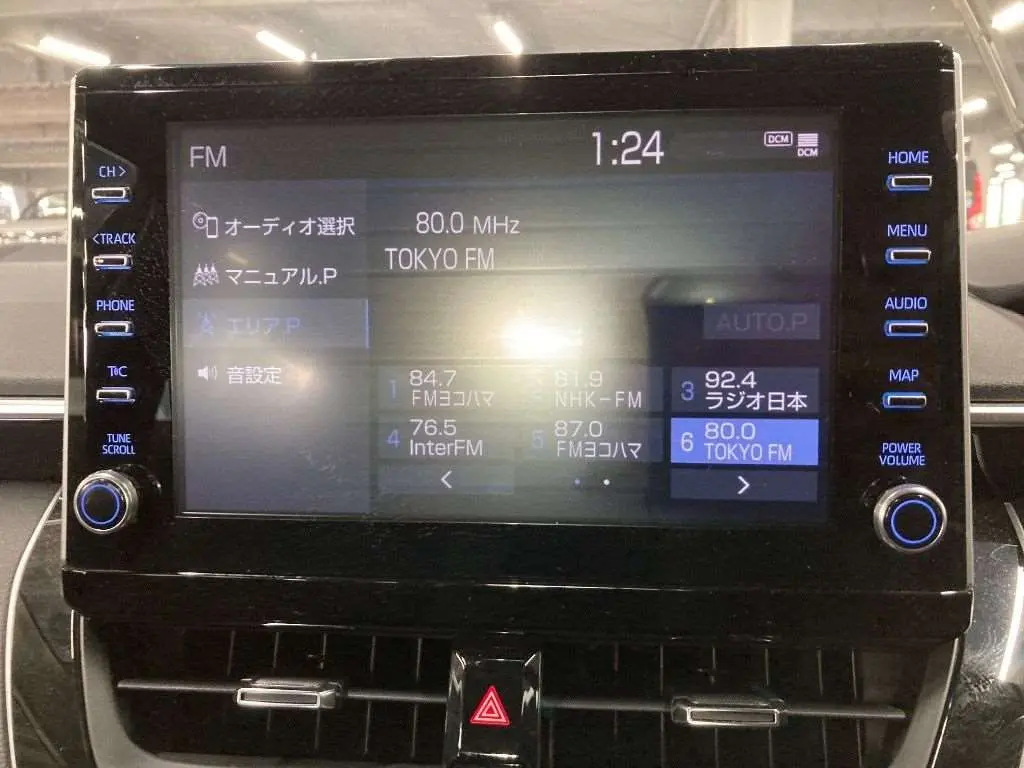 FM
1:24
DCM
DCM
オーディオ選択
マニュアル.P
エリア.P
音設定
80.0 MHz
TOKYO FM
AUTO.P
1 84.7
FMヨコハマ
81.9
NHK-FM
3 92.4
ラジオ日本
4 76.5
InterFM
5 87.0
FMヨコハマ
6 80.0
TOKYO FM
<
>
CH >
< TRACK
PHONE
T&C
TUNE
SCROLL
HOME
MENU
AUDIO
MAP
POWER
VOLUME